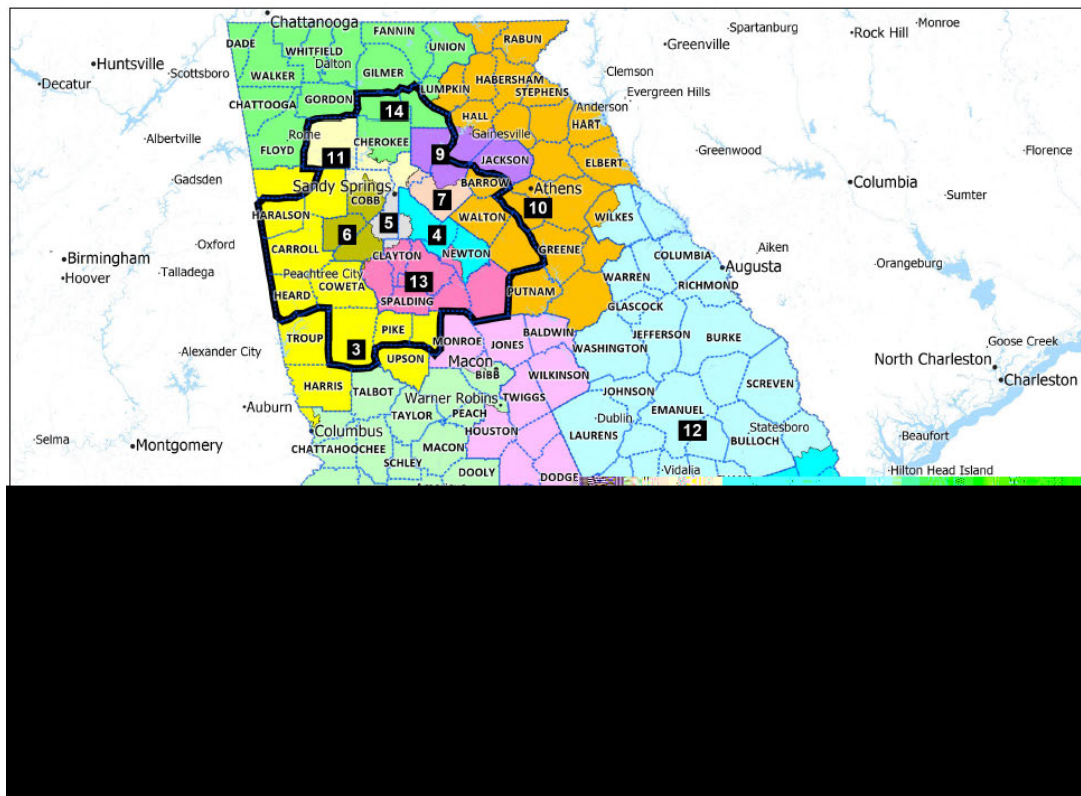 Chattanooga
Spartanburg
Monroe
Rock Hill
FANNIN
RABUN
DADE
UNION
Greenville
WHITFIELD
Dalton
Huntsville
Scottsboro
WALKER
GILMER
HABERSHAM
Clemson
Decatur
LUMPKIN
STEPHENS
Evergreen Hills
CHATTOOGA
GORDON
Anderson
14
HALL
HART
Albertville
Rome
CHEROKEE
Gainesville
FLOYD
11
9
JACKSON
Greenwood
Florence
ELBERT
Gadsden
Sandy Springs
BARROW
Athens
Columbia
COBB
7
10
Sumter
HARALSON
5
WALTON
WILKES
6
4
Oxford
CARROLL
CLAYTON
NEWTON
GREENE
Aiken
Birmingham
COLUMBIA
Augusta
Orangeburg
Hoover
Talladega
Peachtree City
13
WARREN
COWETA
RICHMOND
HEARD
SPALDING
PUTNAM
GLASCOCK
TROUP
PIKE
BALDWIN
JEFFERSON
BURKE
Goose Creek
Alexander City
3
MONROE
JONES
WASHINGTON
North Charleston
UPSON
Macon
BIBB
WILKINSON
Charleston
HARRIS
TALBOT
JOHNSON
SCREVEN
Auburn
Warner Robins
TWIGGS
TAYLOR
PEACH
Dublin
EMANUEL
Statesboro
Selma
Montgomery
Columbus
HOUSTON
LAURENS
12
BULLOCH
Beaufort
CHATTAHOOCHEE
MACON
SCHLEY
DOOLY
DODGE
Vidalia
Hilton Head Island